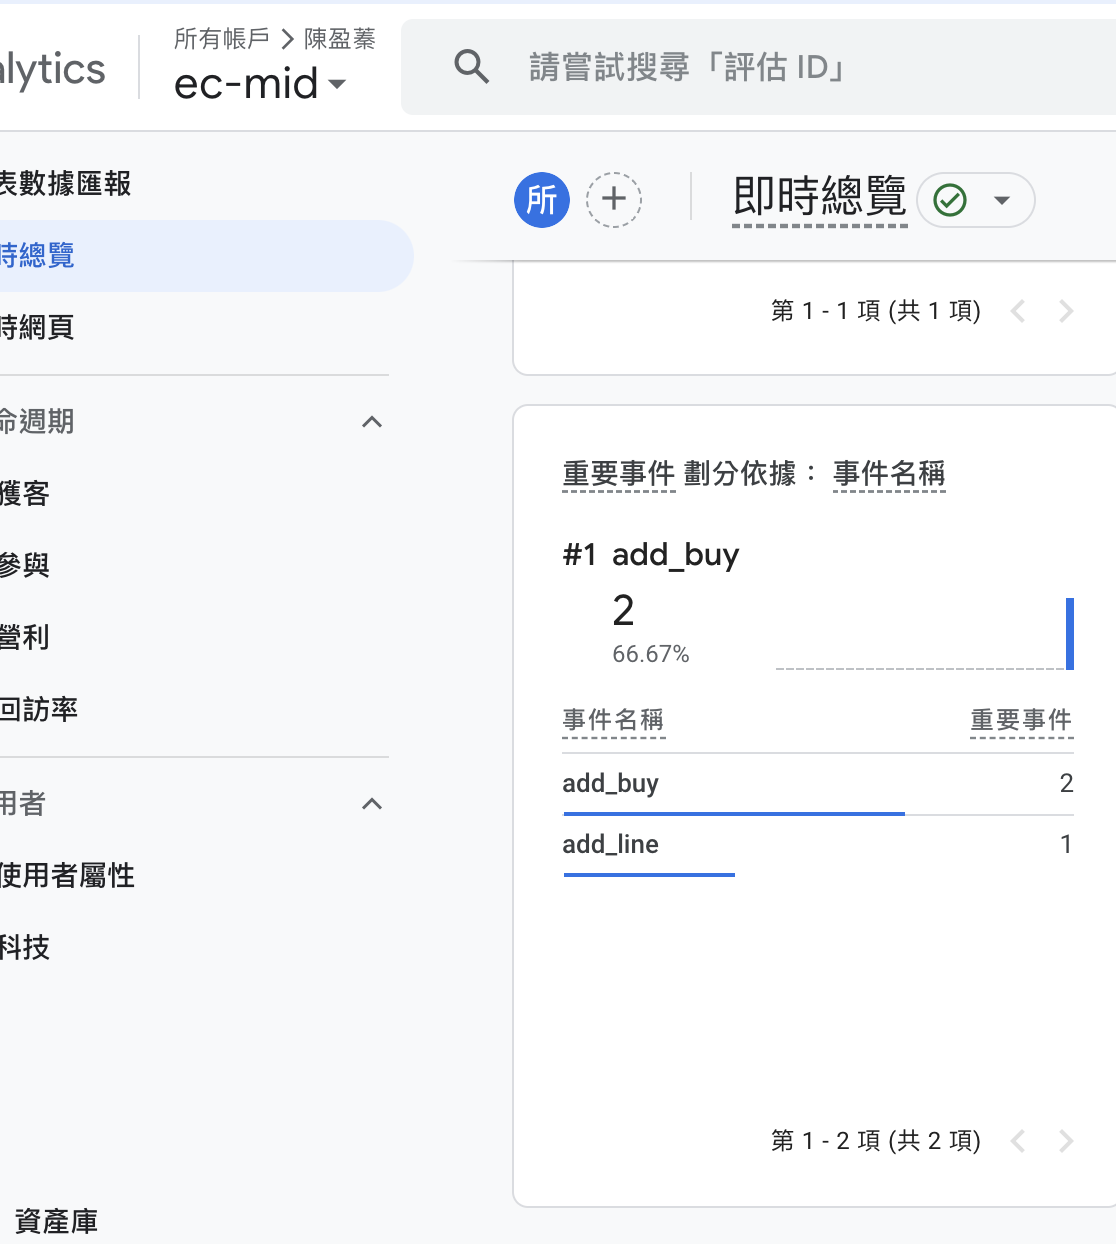 lytics
所有帳戶 > 陳盈蓁
ec-mid
請嘗試搜尋「評估 ID」
表數據匯報
時總覽
時網頁
命週期
獲客
參與
營利
回訪率
用者
使用者屬性
科技
資產庫
所
即時總覽
第 1 - 1 項 (共 1 項)
重要事件 劃分依據： 事件名稱
#1 add_buy
2
66.67%
事件名稱 重要事件
add_buy 2
add_line 1
第 1 - 2 項 (共 2 項)